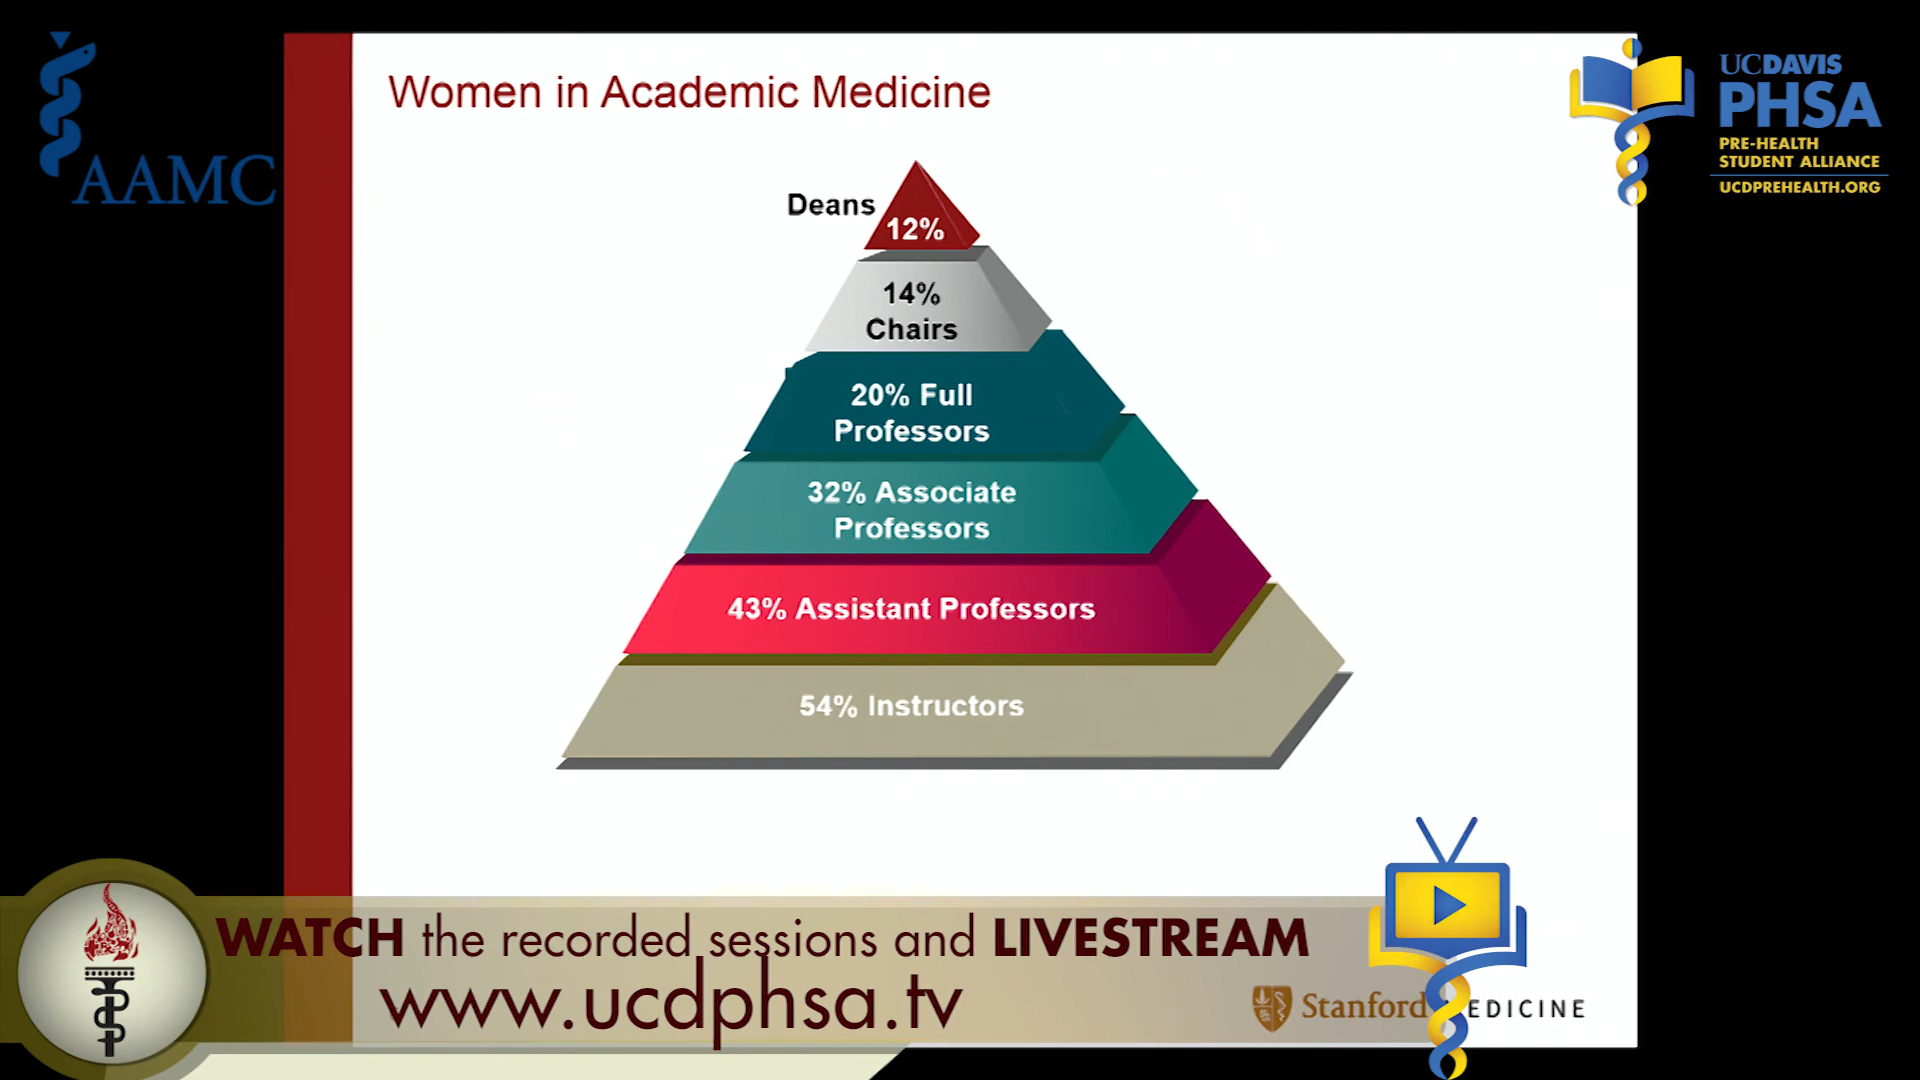 AAMC
Women in Academic Medicine
UCDAVIS
PHSA
PRE-HEALTH
STUDENT ALLIANCE
UCDPREHEALTH.ORG
Deans
12%
14%
Chairs
20% Full
Professors
32% Associate
Professors
43% Assistant Professors
54% Instructors
WATCH the recorded sessions and LIVESTREAM
www.ucdphsa.tv
Stanford EDICINE